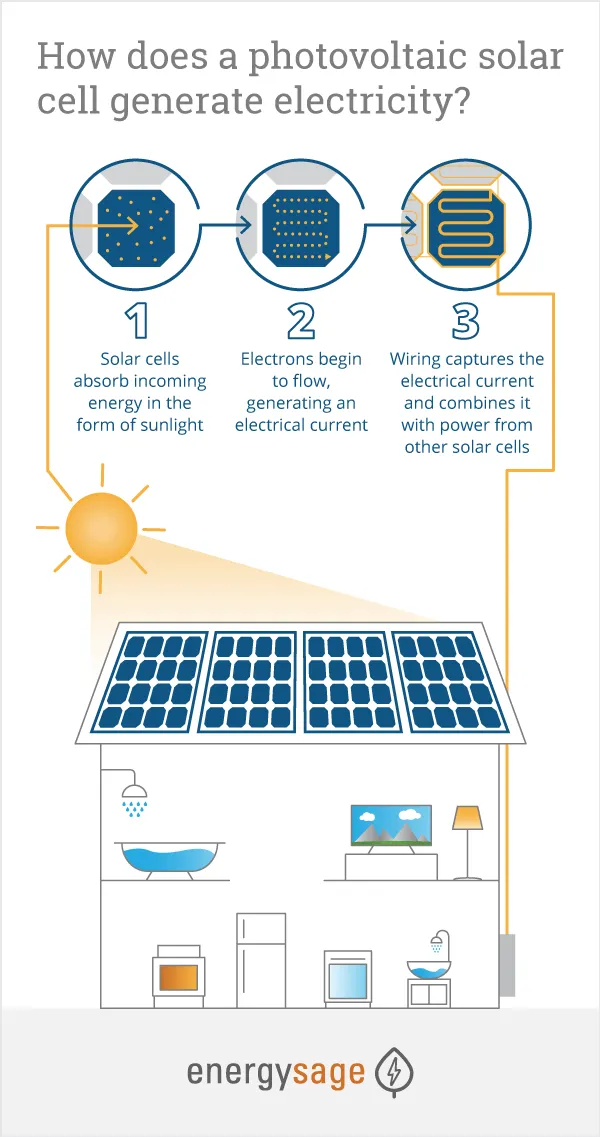 How does a photovoltaic solar
cell generate electricity?
1
Solar cells
absorb incoming
energy in the
form of sunlight
2
Electrons begin
to flow,
generating an
electrical current
3
Wiring captures the
electrical current
and combines it
with power from
other solar cells
energysage